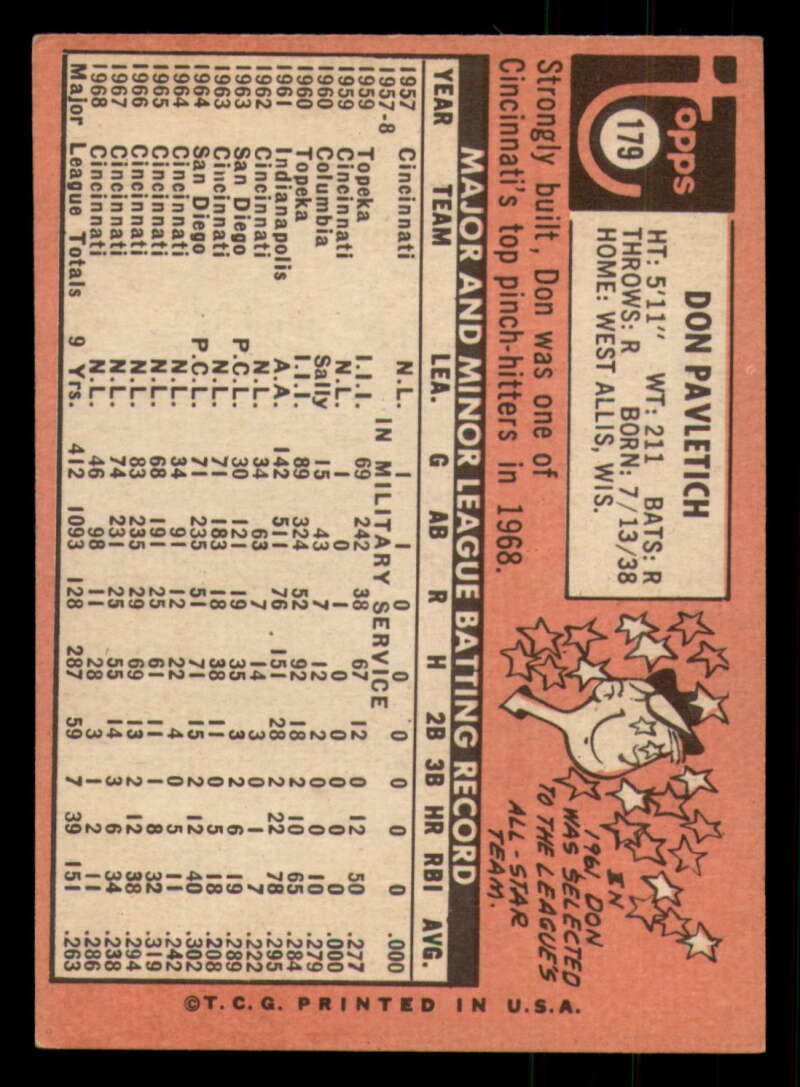 Topps
179
DON PAVLETICH
HT: 5'11" WT: 211 BATS: R
THROWS: R BORN: 7/13/38
HOME: WEST ALLIS, WIS.
Strongly built, Don was one of
Cincinnati's top pinch-hitters in 1968.
IN
1961 DON
WAS SELECTED
TO THE LEAGUE'S
ALL-STAR
TEAM.
MAJOR AND MINOR LEAGUE BATTING RECORD
YEAR TEAM LEA. G AB R H 2B 3B HR RBI AVG.
1957 Cincinnati N.L. 1 1 0 0 0 0 0 0 .000
1957-8 IN MILITARY SERVICE
1959 Topeka I.I.I. 69 242 38 67 12 0 12 50 .277
1959 Cincinnati N.L. 1 0 1 0 0 0 0 0 .000
1960 Columbia Sally 15 43 7 12 2 0 0 10 .279
1960 Topeka I.I.I. 89 324 52 92 18 2 10 65 .284
1961 Indianapolis A.A. 142 511 76 151 28 2 22 78 .295
1962 Cincinnati N.L. 34 63 7 14 3 0 1 7 .222
1963 San Diego P.C.L. 30 121 19 35 3 2 6 19 .289
1963 Cincinnati N.L. 71 183 18 38 11 0 5 18 .208
1964 San Diego P.C.L. 71 235 51 71 15 2 12 40 .302
1964 Cincinnati N.L. 34 91 12 22 4 0 5 11 .242
1965 Cincinnati N.L. 68 191 25 61 11 1 8 32 .319
1966 Cincinnati N.L. 83 235 29 69 13 2 12 38 .294
1967 Cincinnati N.L. 74 231 25 55 14 3 6 34 .238
1968 Cincinnati N.L. 46 98 11 28 3 1 2 11 .286
Major League Totals 9 Yrs. 412 1093 128 287 59 7 39 151 .263
©T.C.G. PRINTED IN U.S.A.